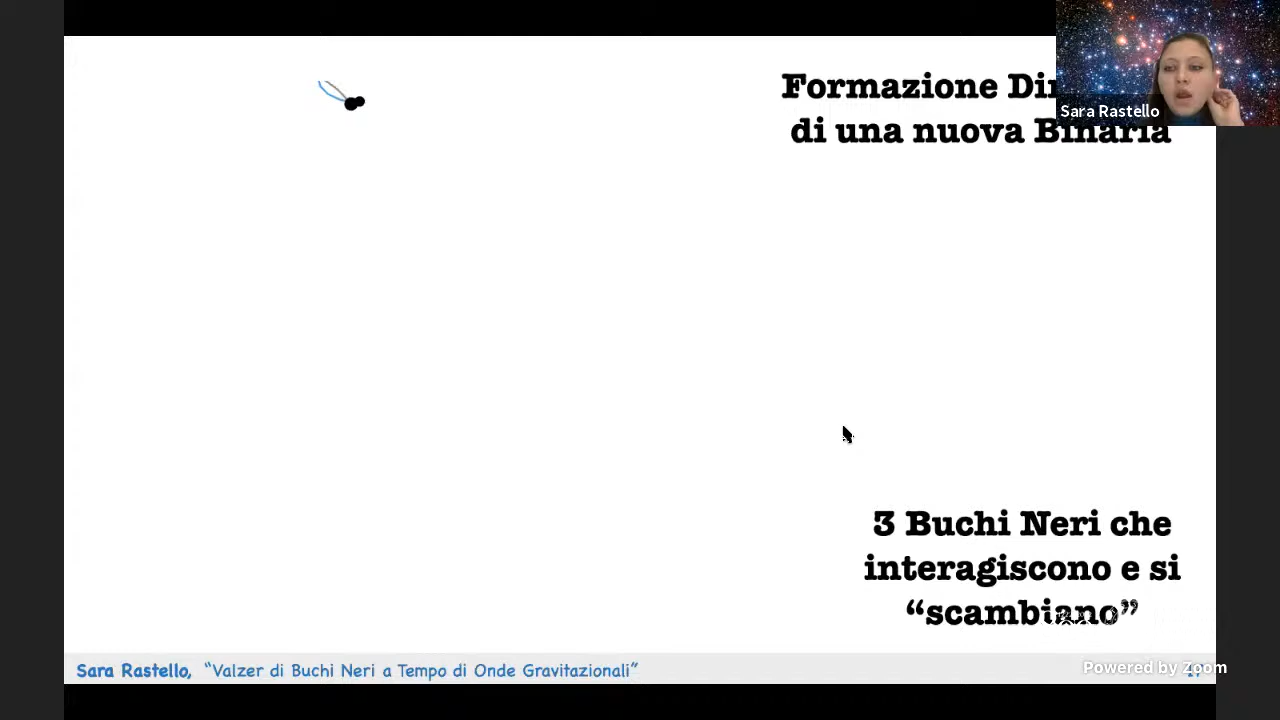 Formazione
di una nuova Binaria
Sara Rastello
3 Buchi Neri che
interagiscono e si
“scambiano”
Sara Rastello, “Valzer di Buchi Neri a Tempo di Onde Gravitazionali”
Powered by Zoom